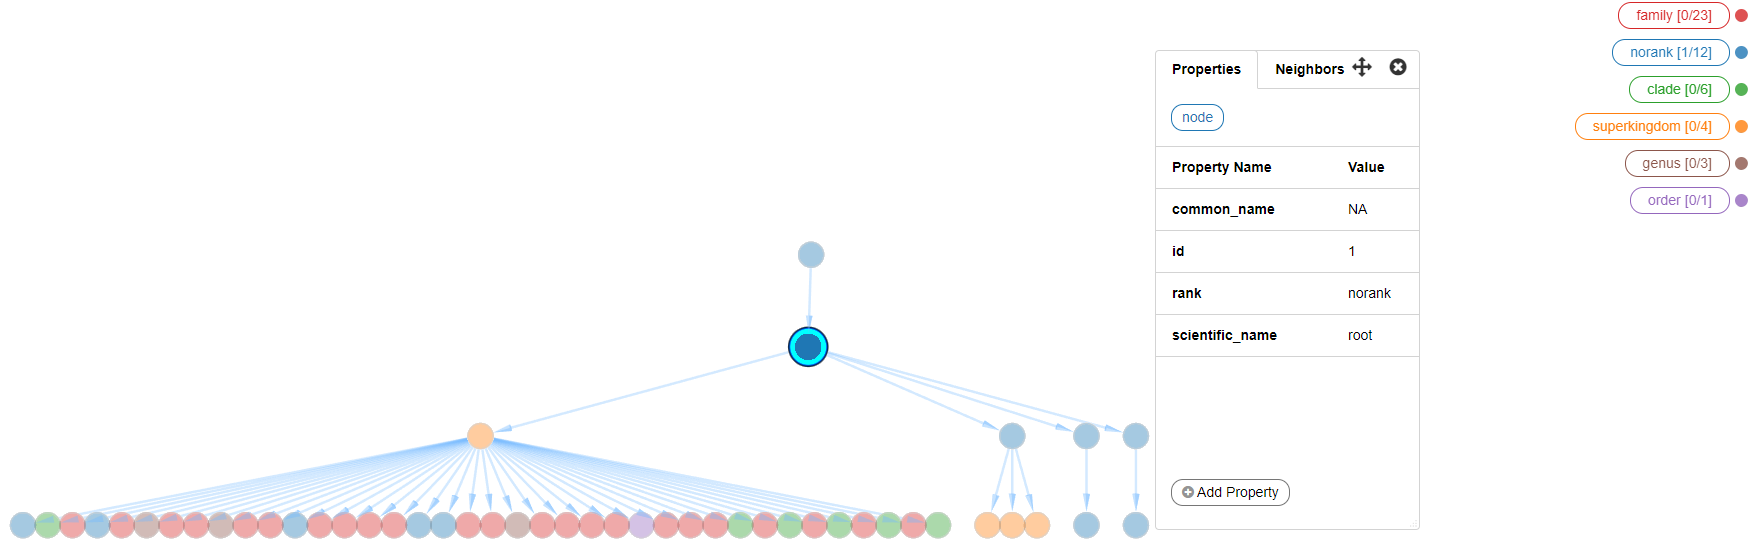 family [0/23]
norank [1/12]
clade [0/6]
superkingdom [0/4]
genus [0/3]
order [0/1]
Properties Neighbors
node
Property Name Value
common_name NA
id 1
rank norank
scientific_name root
Add Property